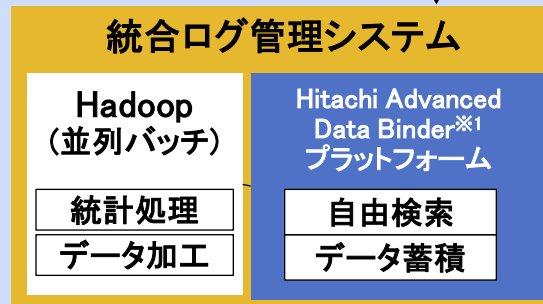 統合ログ管理システム
Hadoop
(並列バッチ)
統計処理
データ加工
Hitachi Advanced
Data Binder※1
プラットフォーム
自由検索
データ蓄積